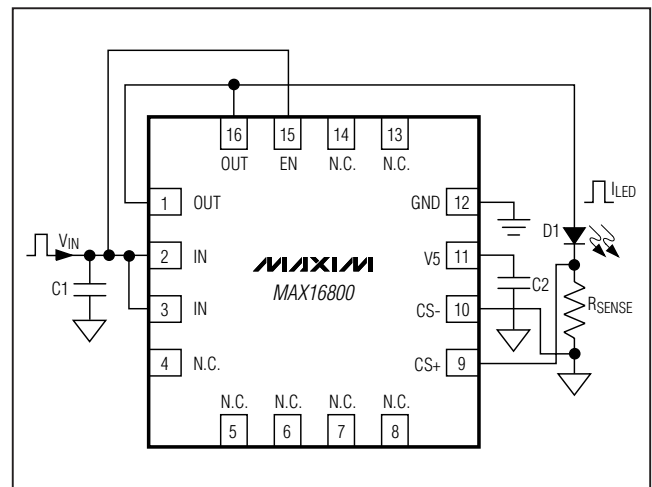 16 15 14 13
OUT EN N.C. N.C.
1 OUT
GND 12
ILED
VIN
2 IN
D1
V5 11
MAXIM
MAX16800
C1
C2
RSENSE
3 IN
CS- 10
4 N.C.
CS+ 9
N.C. N.C. N.C. N.C.
5 6 7 8